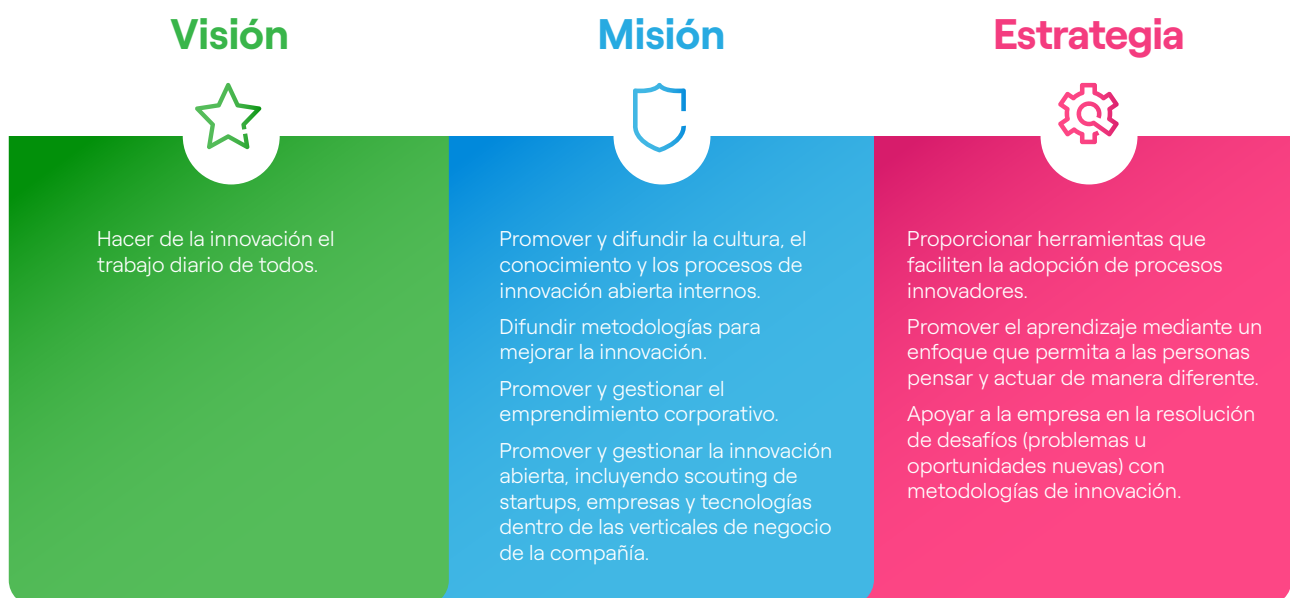 Visión
Hacer de la innovación el
trabajo diario de todos.
Misión
Promover y difundir la cultura, el
conocimiento y los procesos de
innovación abierta internos.
Difundir metodologías para
mejorar la innovación.
Promover y gestionar el
emprendimiento corporativo.
Promover y gestionar la innovación
abierta, incluyendo scouting de
startups, empresas y tecnologías
dentro de las verticales de negocio
de la compañía.
Estrategia
Proporcionar herramientas que
faciliten la adopción de procesos
innovadores.
Promover el aprendizaje mediante un
enfoque que permita a las personas
pensar y actuar de manera diferente.
Apoyar a la empresa en la resolución
de desafíos (problemas u
oportunidades nuevas) con
metodologías de innovación.